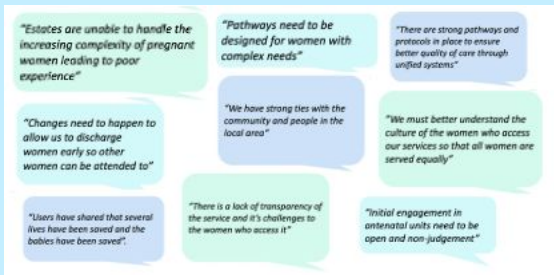 "Estates are unable to handle the
increasing complexity of pregnant
women leading to poor
experience"
"Pathways need to be
designed for women with
complex needs"
"There are strong pathways and
protocols in place to ensure
better quality of care through
unified systems"
"Changes need to happen to
allow us to discharge
women early so other
women can be attended to"
"We have strong ties with the
community and people in the
local area"
"We must better understand the
culture of the women who access
our services so that all women are
served equally"
"Users have shared that several
lives have been saved and the
babies have been saved".
"There is a lack of transparency of
the service and it's challenges to
the women who access it"
"Initial engagement in
antenatal units need to be
open and non-judgement"